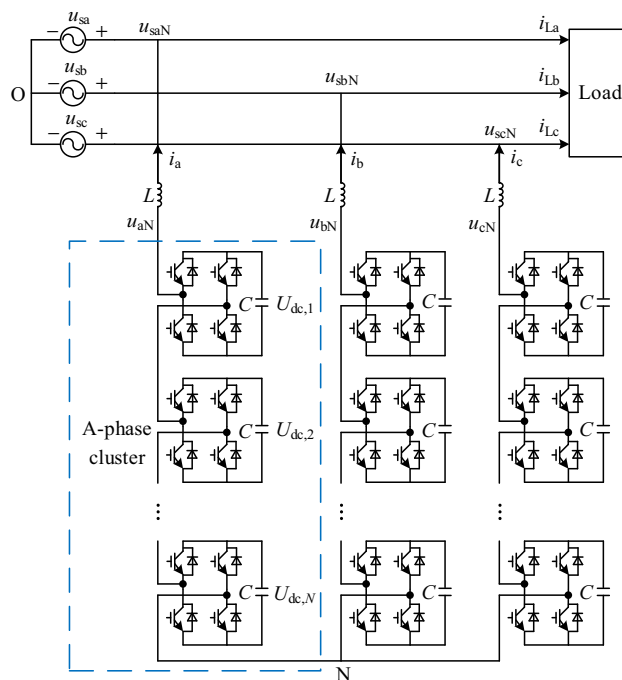 u_sa
u_saN
i_La
u_sb
u_sbN
i_Lb
O
Load
u_sc
u_scN
i_Lc
i_a
i_b
i_c
L
L
L
u_aN
u_bN
u_cN
C U_dc,1
C
C
A-phase
cluster
C U_dc,2
C
C
C U_dc,N
C
C
N